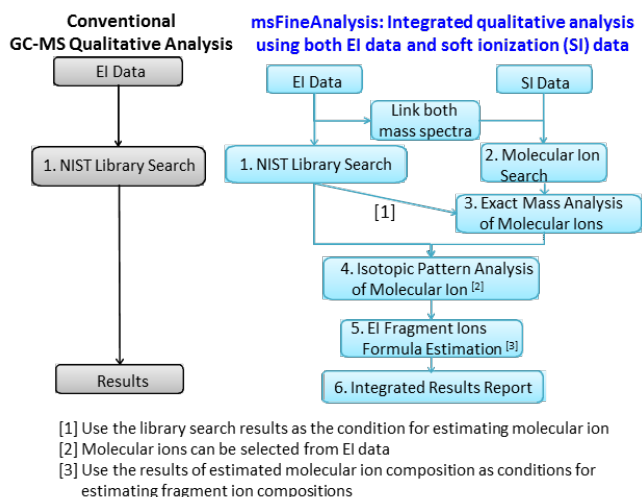 Conventional
GC-MS Qualitative Analysis
EI Data
1. NIST Library Search
Results
msFineAnalysis: Integrated qualitative analysis
using both EI data and soft ionization (SI) data
EI Data
SI Data
Link both
mass spectra
1. NIST Library Search
2. Molecular Ion
Search
[1]
3. Exact Mass Analysis
of Molecular Ions
4. Isotopic Pattern Analysis
of Molecular Ion [2]
5. EI Fragment Ions
Formula Estimation [3]
6. Integrated Results Report
[1] Use the library search results as the condition for estimating molecular ion
[2] Molecular ions can be selected from EI data
[3] Use the results of estimated molecular ion composition as conditions for
estimating fragment ion compositions